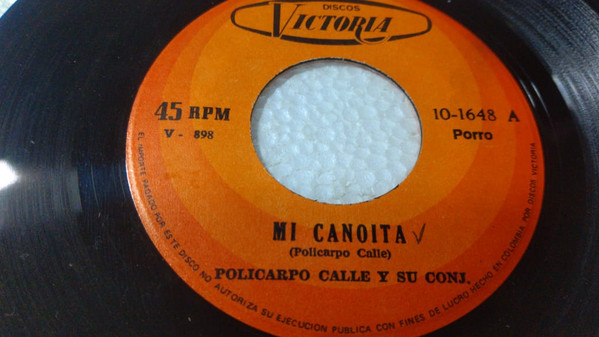 DISCOS
VICTORIA
45 RPM
V - 898
10-1648 A
Porro
MI CANOITA
(Policarpo Calle)
POLICARPO CALLE Y SU CONJ.
EL IMPORTE PAGADO POR ESTE DISCO NO AUTORIZA SU EJECUCION PUBLICA CON FINES DE LUCRO HECHO EN COLOMBIA POR DISCOS VICTORIA